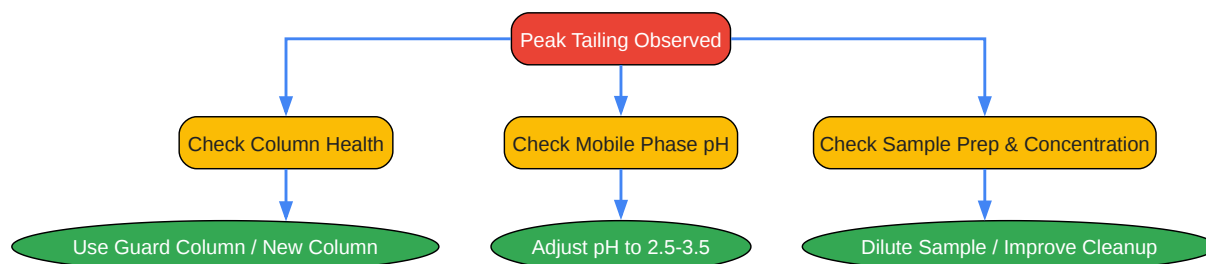 Peak Tailing Observed
Check Column Health
Check Mobile Phase pH
Check Sample Prep & Concentration
Use Guard Column / New Column
Adjust pH to 2.5-3.5
Dilute Sample / Improve Cleanup